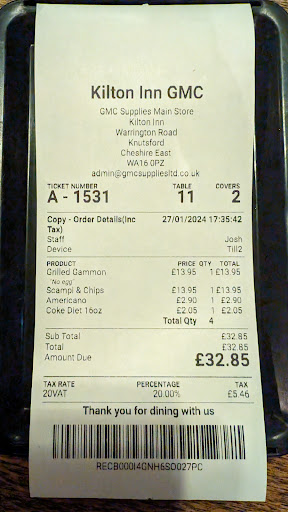 Kilton Inn GMC
GMC Supplies Main Store
Kilton Inn
Warrington Road
Knutsford
Cheshire East
WA16 0PZ
admin@gmcsuppliesltd.co.uk
TICKET NUMBER TABLE COVERS
A - 1531 11 2
Copy - Order Details(Inc Tax) 27/01/2024 17:35:42
Staff Josh
Device Till2
PRODUCT PRICE QTY TOTAL
Grilled Gammon £13.95 1 £13.95
"No egg"
Scampi & Chips £13.95 1 £13.95
Americano £2.90 1 £2.90
Coke Diet 16oz £2.05 1 £2.05
Total Qty 4
Sub Total £32.85
Total £32.85
Amount Due £32.85
TAX RATE PERCENTAGE TAX
20VAT 20.00% £5.46
Thank you for dining with us
RECB000I4GNH6SO027PC